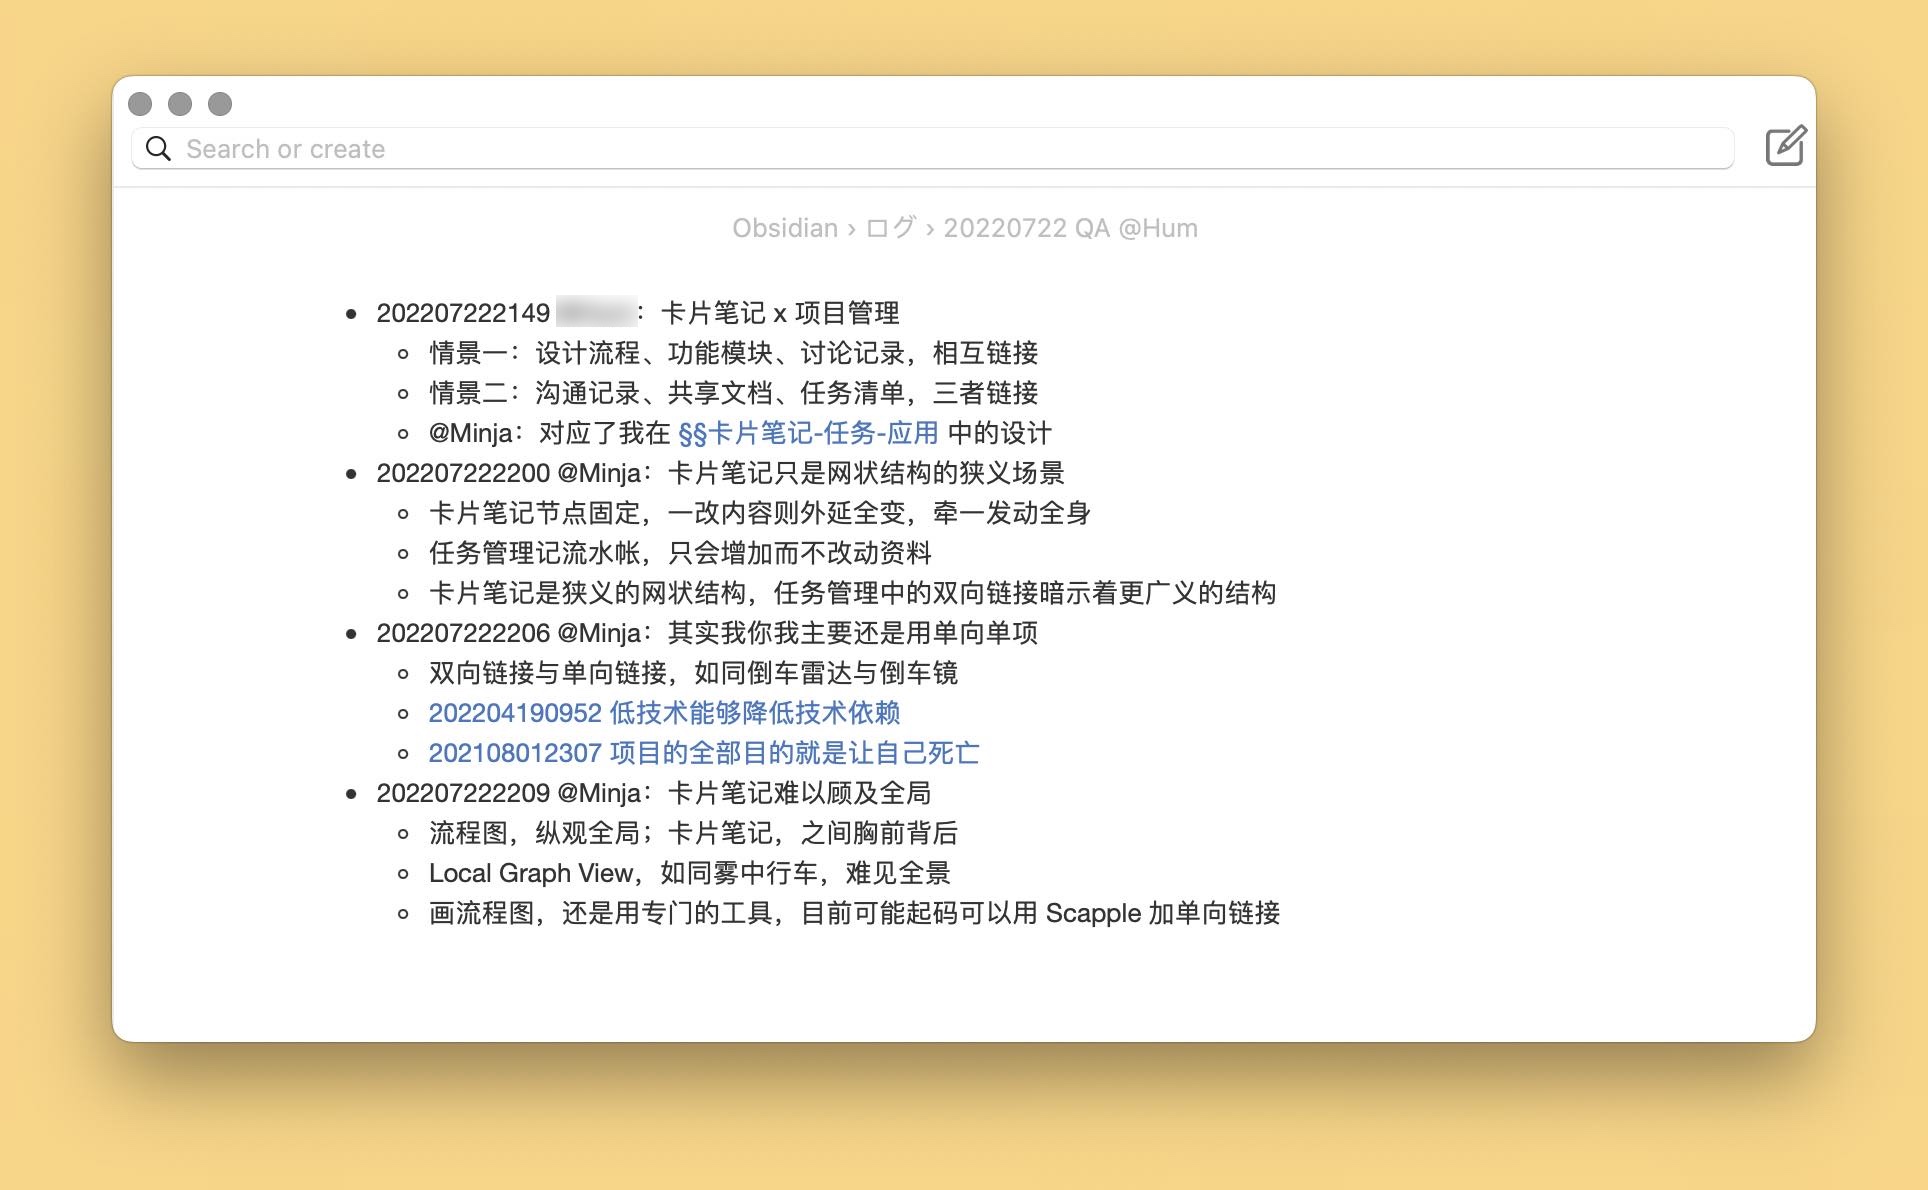 Search or create
Obsidian › ログ › 20220722 QA @Hum
202207222149 ：卡片笔记 x 项目管理
情景一：设计流程、功能模块、讨论记录，相互链接
情景二：沟通记录、共享文档、任务清单，三者链接
@Minja：对应了我在 §§卡片笔记-任务-应用 中的设计
202207222200 @Minja：卡片笔记只是网状结构的狭义场景
卡片笔记节点固定，一改内容则外延全变，牵一发动全身
任务管理记流水帐，只会增加而不改动资料
卡片笔记是狭义的网状结构，任务管理中的双向链接暗示着更广义的结构
202207222206 @Minja：其实我你我主要还是用单向单项
双向链接与单向链接，如同倒车雷达与倒车镜
202204190952 低技术能够降低技术依赖
202108012307 项目的全部目的就是让自己死亡
202207222209 @Minja：卡片笔记难以顾及全局
流程图，纵观全局；卡片笔记，之间胸前背后
Local Graph View，如同雾中行车，难见全景
画流程图，还是用专门的工具，目前可能起码可以用 Scapple 加单向链接